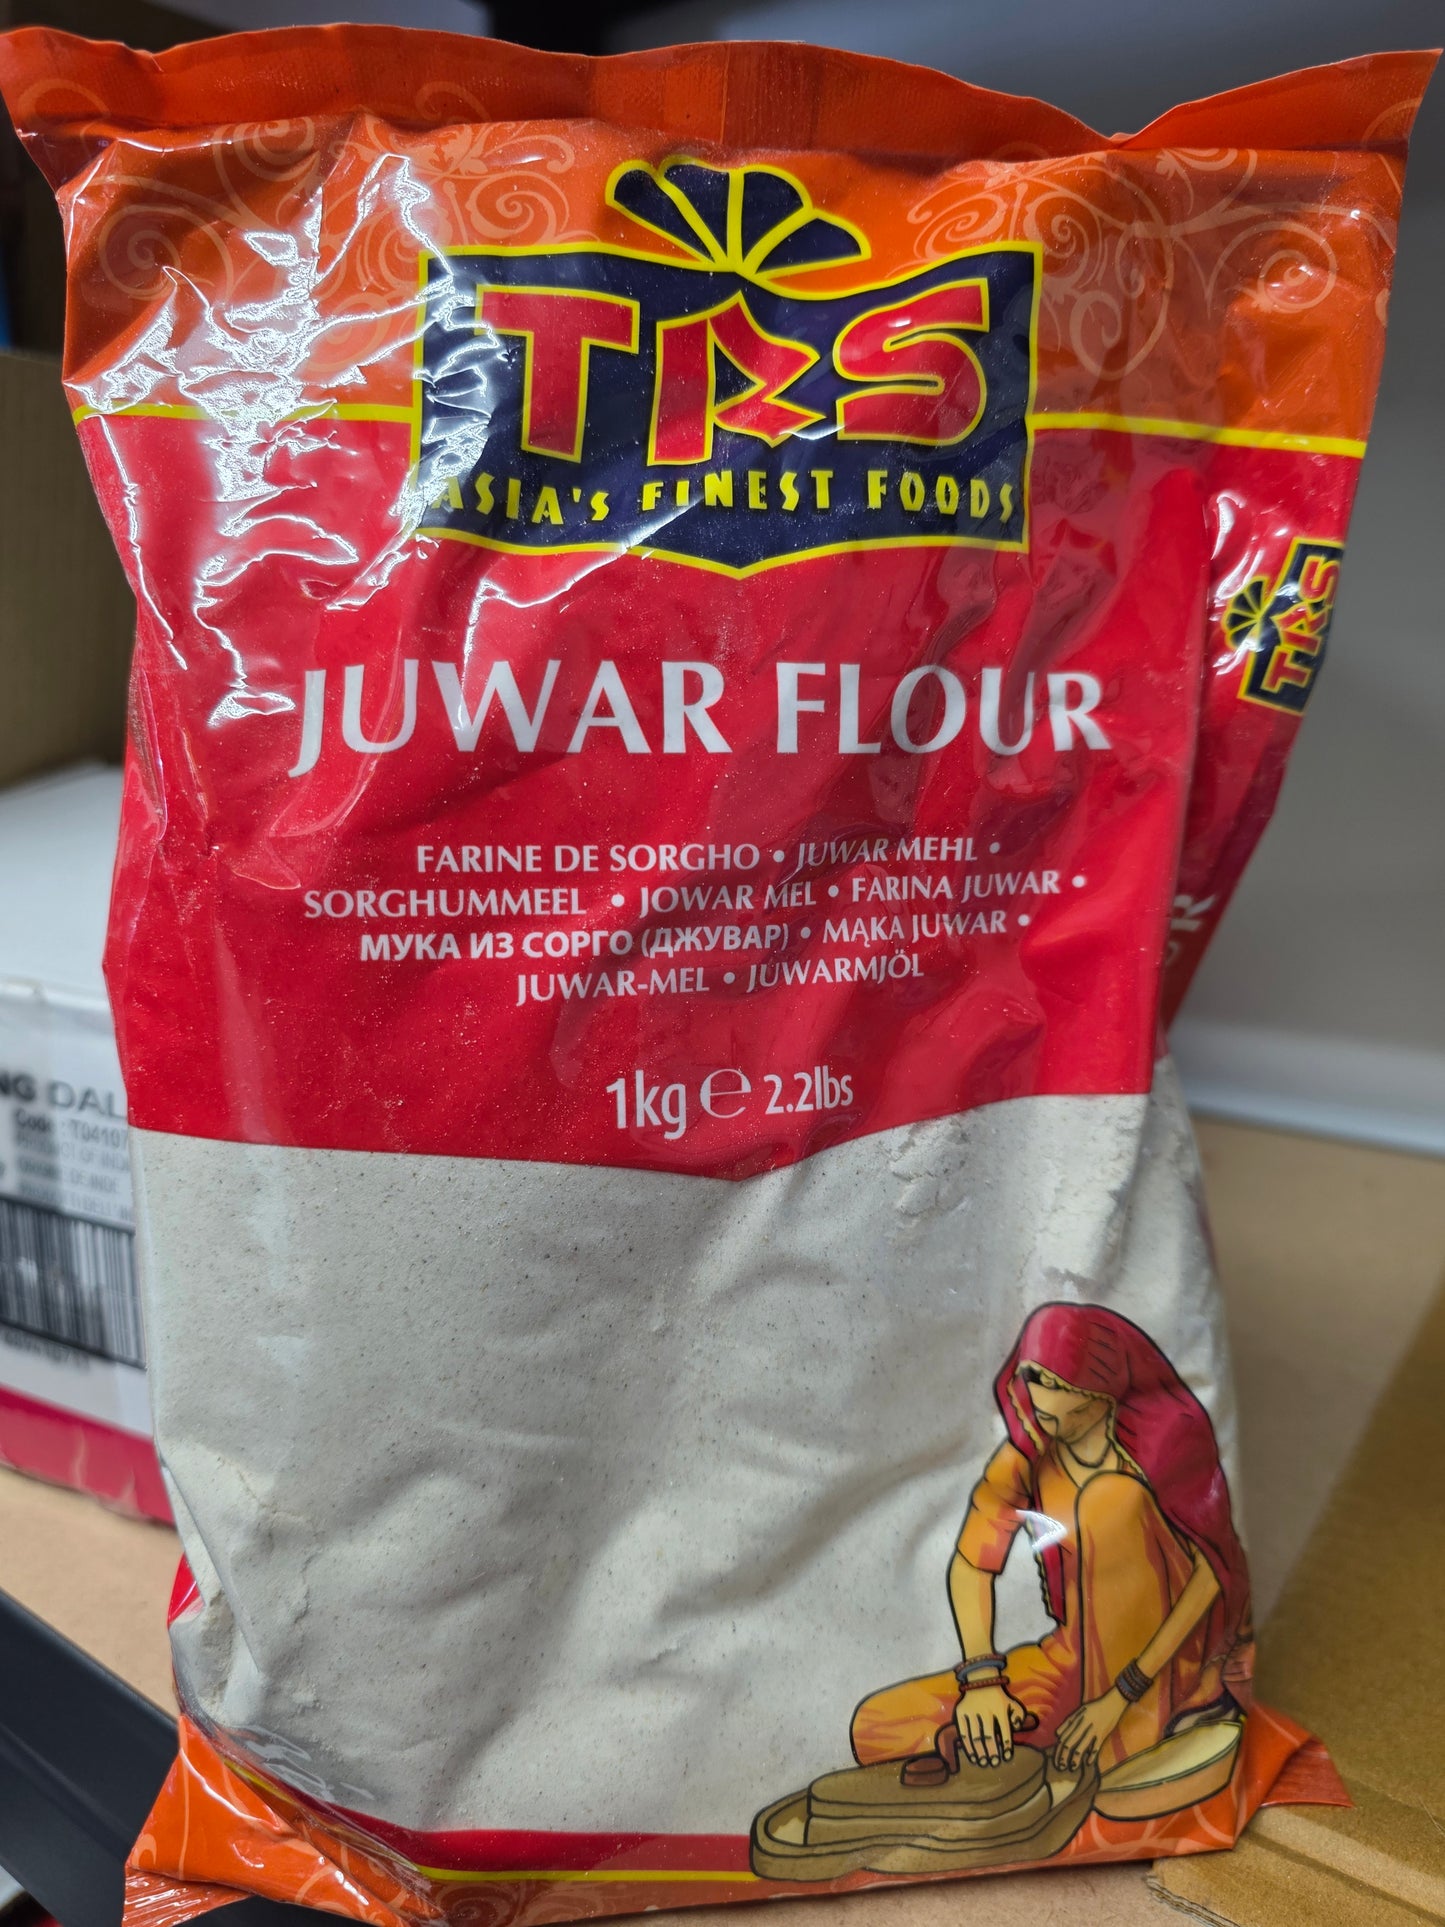 TRS
ASIA'S FINEST FOODS
TRS
JUWAR FLOUR
FARINE DE SORGHO • JUWAR MEHL •
SORGHUMMEEL • JOWAR MEL • FARINA JUWAR •
МУКА ИЗ СОРГО (ДЖУВАР) • MĄKA JUWAR •
JUWAR-MEL • JUWARMJÖL
1kg ℮ 2.2lbs
DAL